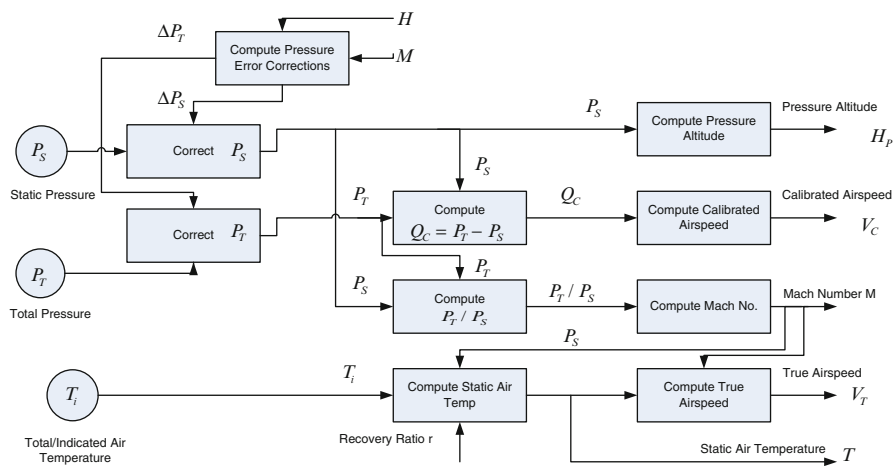 H
ΔP_T
Compute Pressure
Error Corrections
M
ΔP_S
P_S
Static Pressure
Correct P_S
P_S
Compute Pressure
Altitude
Pressure Altitude
H_P
P_S
P_T
Correct P_T
Compute
Q_C = P_T − P_S
Q_C
Compute Calibrated
Airspeed
Calibrated Airspeed
V_C
P_T
Total Pressure
P_T
P_S
Compute
P_T / P_S
P_T / P_S
Compute Mach No.
Mach Number M
P_S
T_i
Total/Indicated Air
Temperature
T_i
Compute Static Air
Temp
Compute True
Airspeed
True Airspeed
V_T
Recovery Ratio r
Static Air Temperature
T